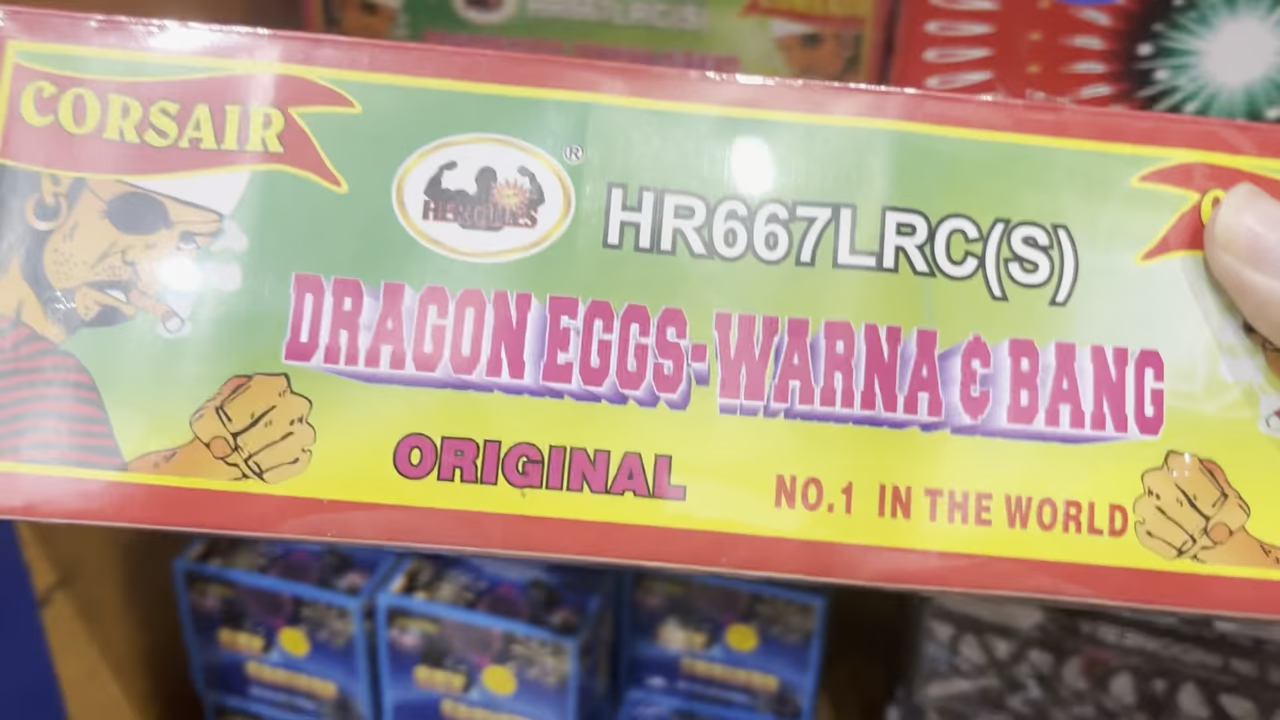 CORSAIR
HERCULES
®
HR667LRC(S)
DRAGON EGGS-WARNA & BANG
ORIGINAL
NO.1 IN THE WORLD